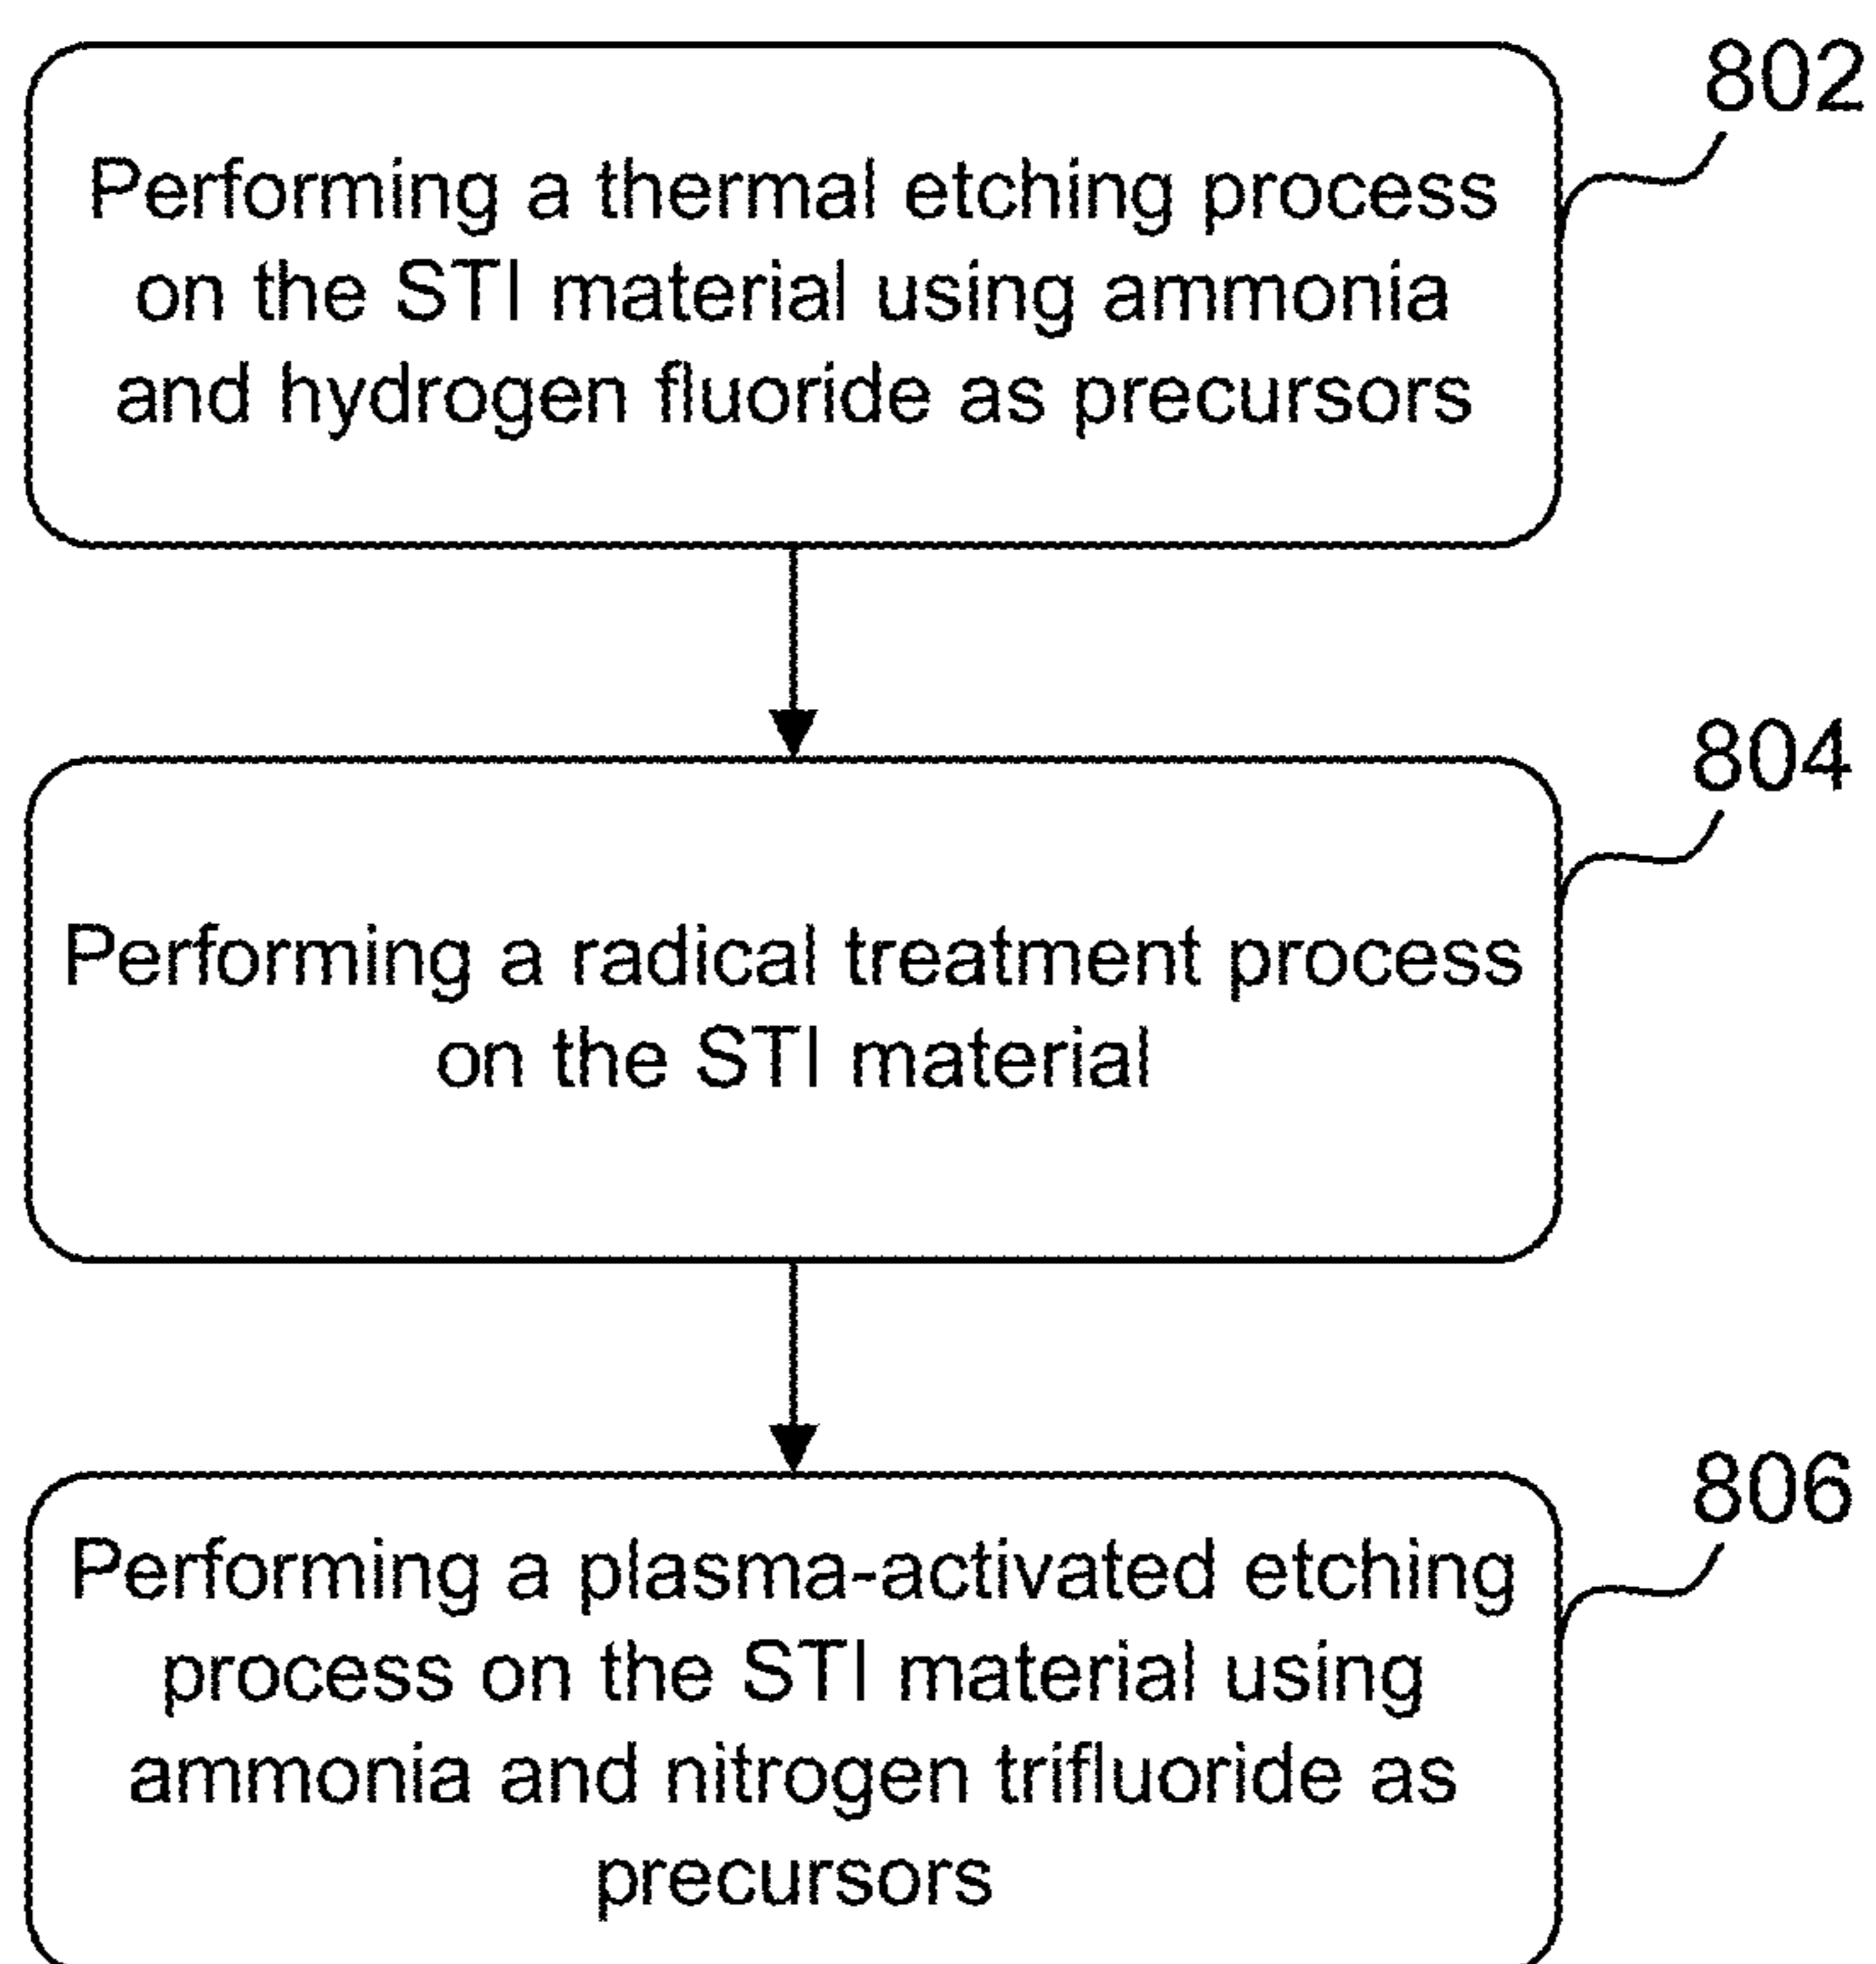 802
Performing a thermal etching process
on the STI material using ammonia
and hydrogen fluoride as precursors
804
Performing a radical treatment process
on the STI material
806
Performing a plasma-activated etching
process on the STI material using
ammonia and nitrogen trifluoride as
precursors